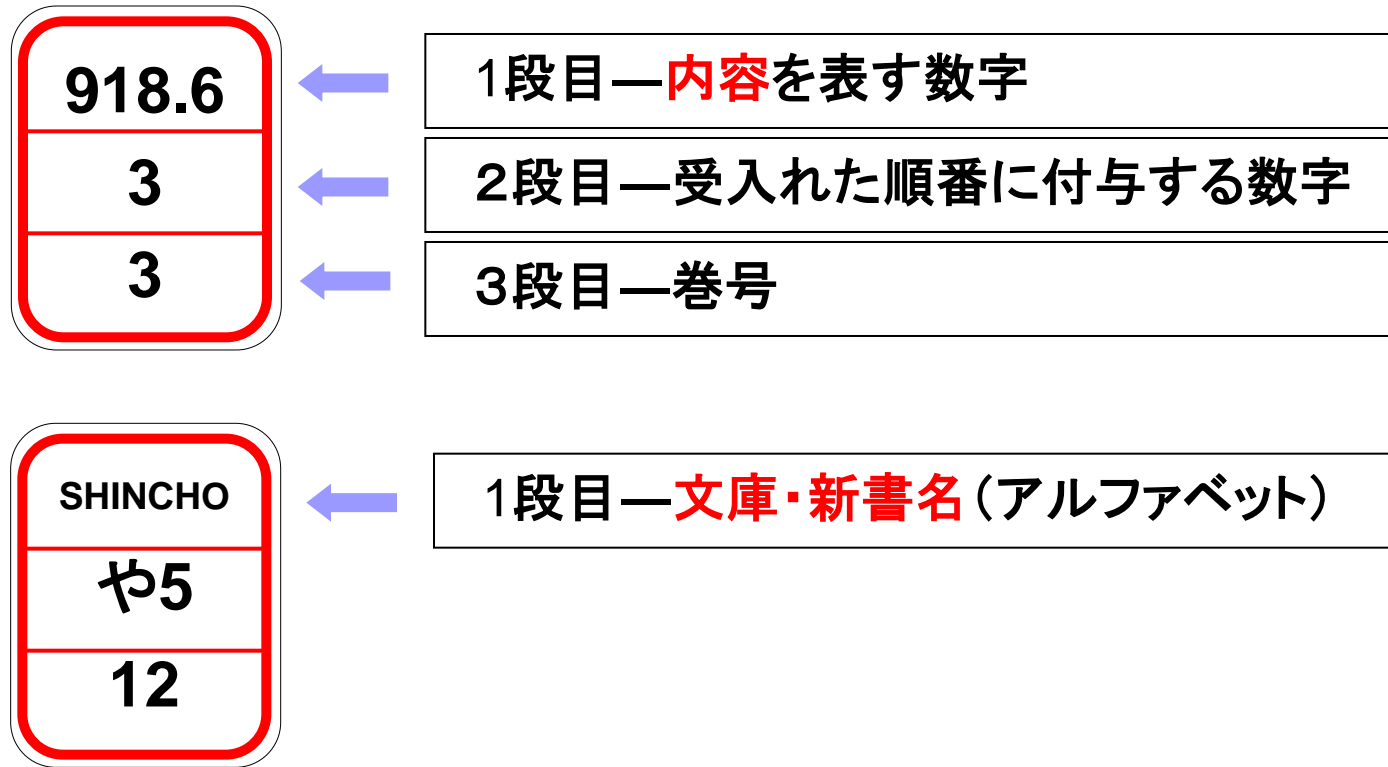 918.6
1段目―内容を表す数字
3
２段目―受入れた順番に付与する数字
3
３段目―巻号
SHINCHO
1段目―文庫・新書名（アルファベット）
や5
12